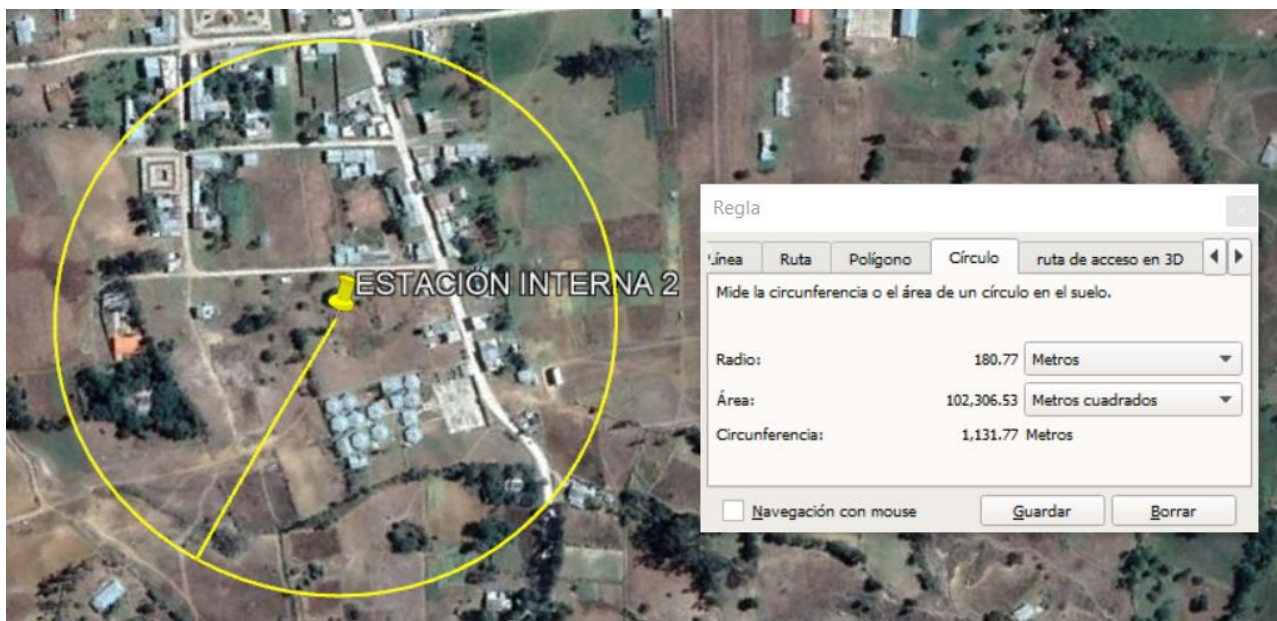 ESTACIÓN INTERNA 2
Regla
Línea Ruta Polígono Círculo ruta de acceso en 3D
Mide la circunferencia o el área de un círculo en el suelo.
Radio: 180.77 Metros
Área: 102,306.53 Metros cuadrados
Circunferencia: 1,131.77 Metros
Navegación con mouse Guardar Borrar